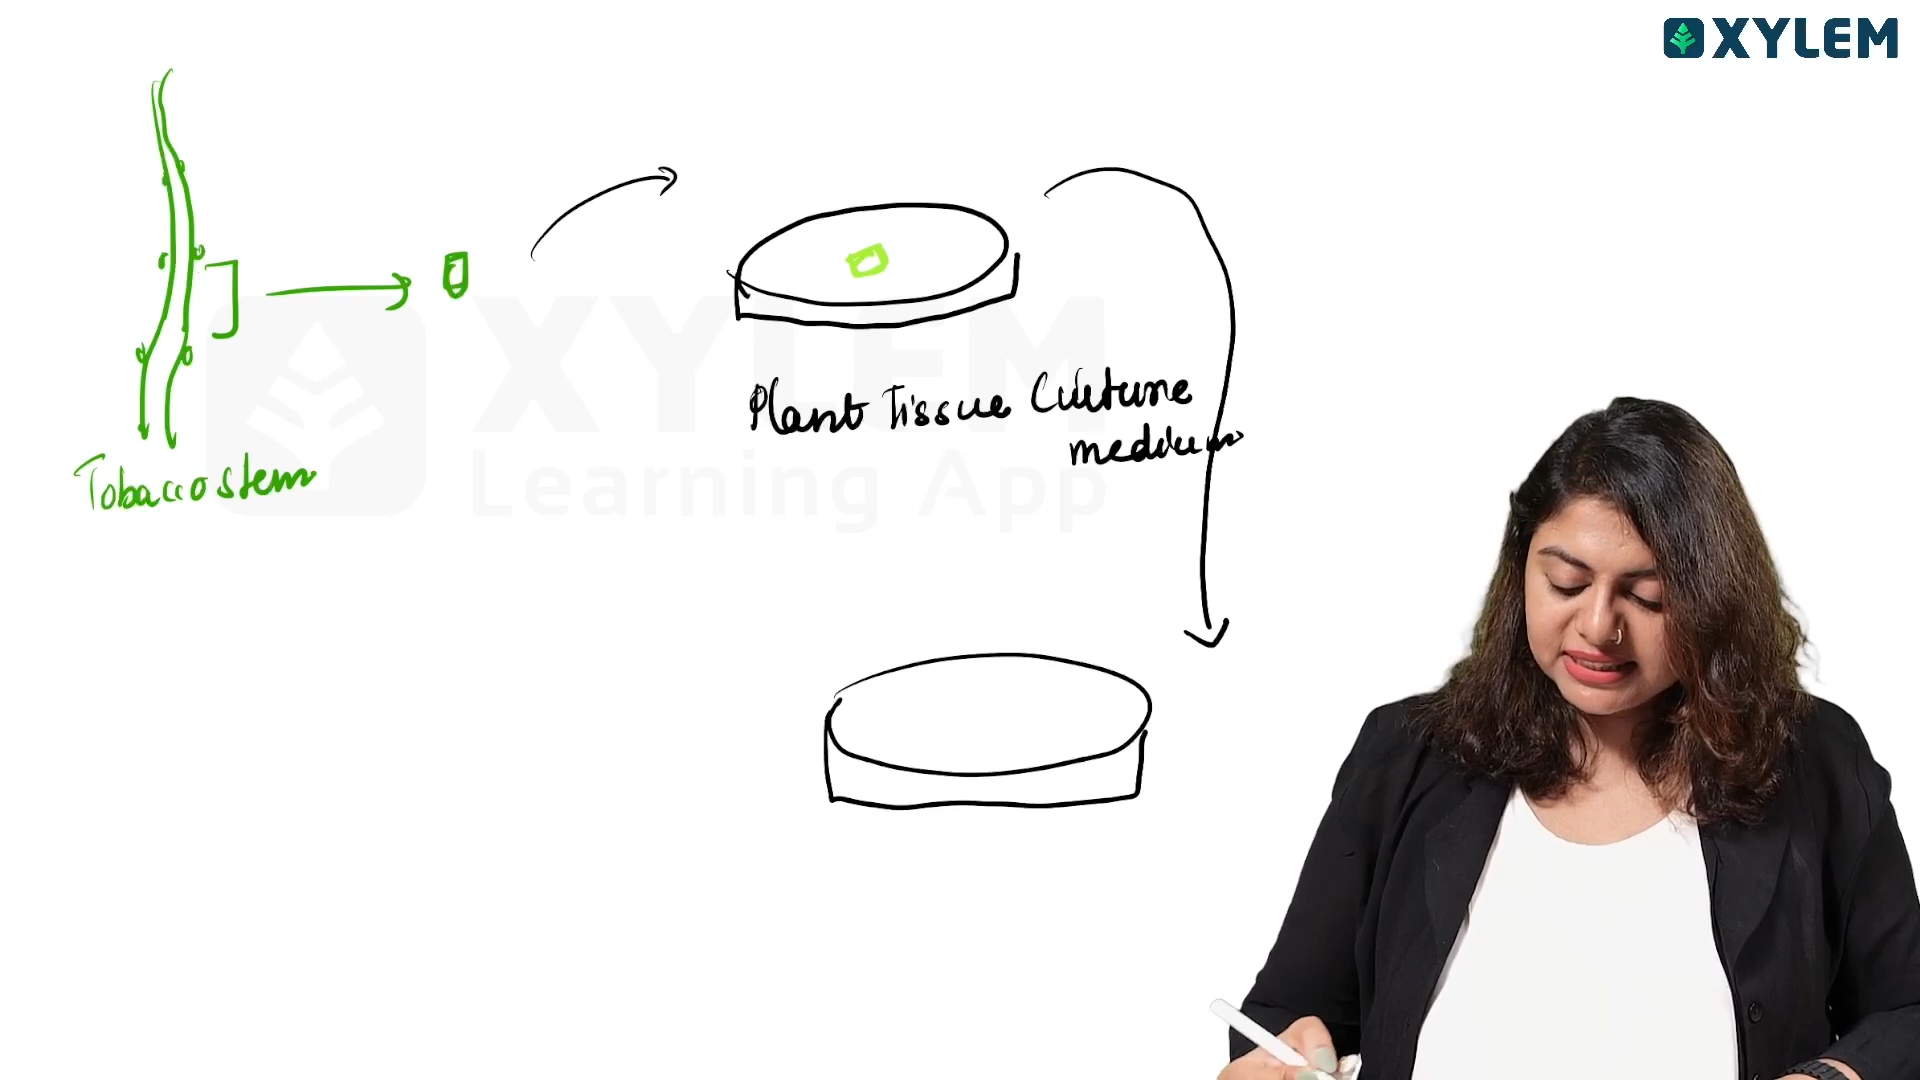 XYLEM
Plant Tissue Culture
medium
Tobacco stem
XYLEM
Learning App